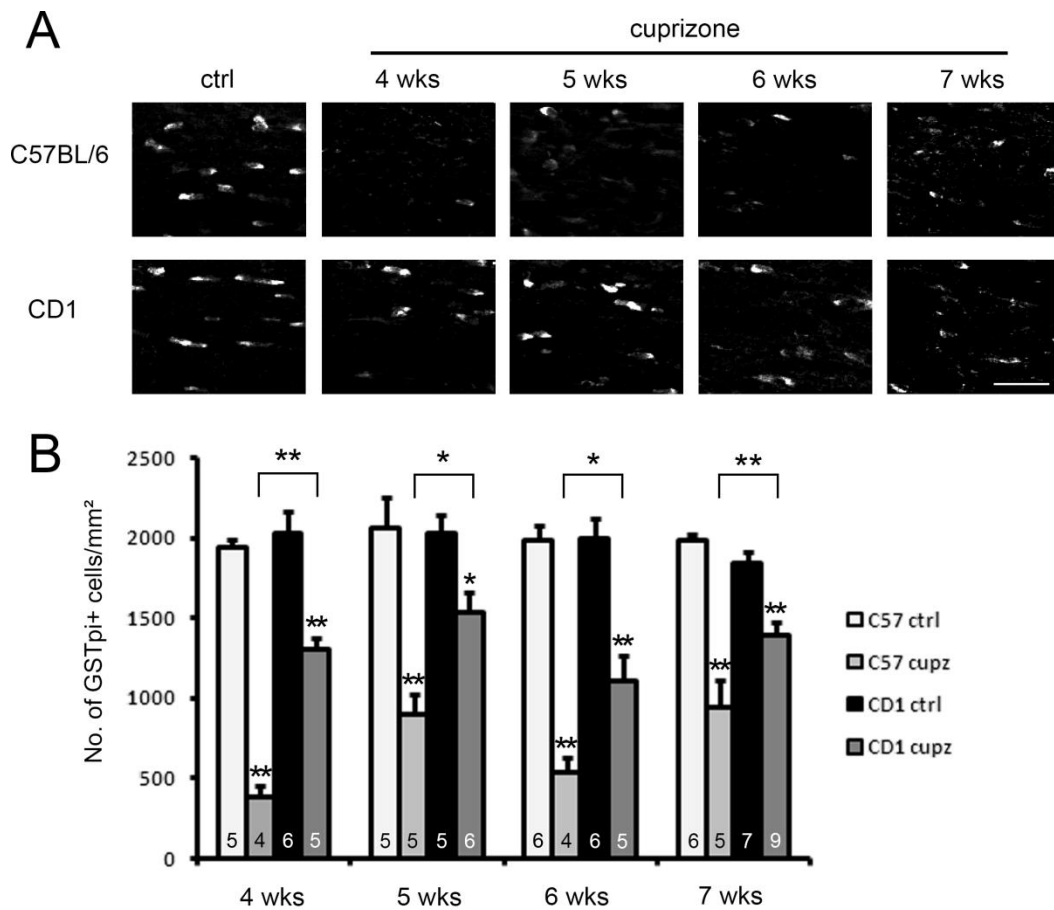 A
cuprizone
ctrl 4 wks 5 wks 6 wks 7 wks
C57BL/6
CD1
B
No. of GSTpi+ cells/mm²
2500
2000
1500
1000
500
0
** * * **
** ** ** * ** ** ** **
5 4 6 5 5 5 5 6 6 4 6 5 6 5 7 9
4 wks 5 wks 6 wks 7 wks
C57 ctrl
C57 cupz
CD1 ctrl
CD1 cupz